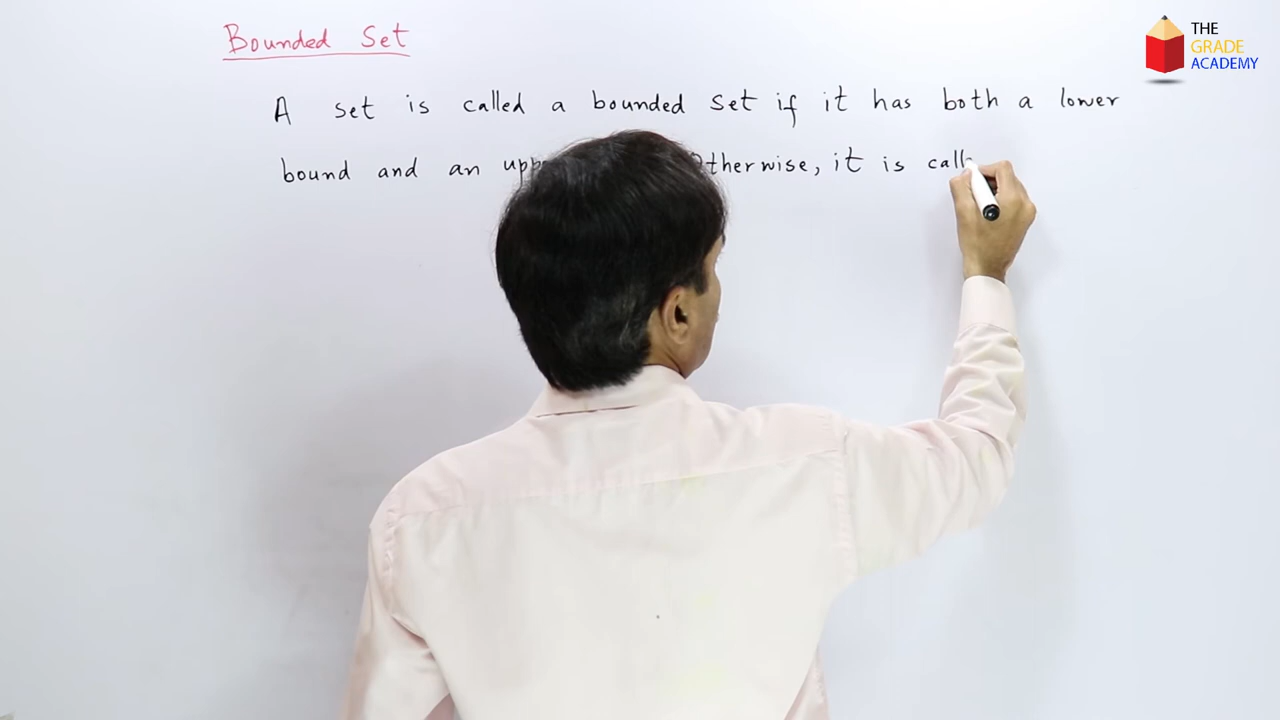 Bounded Set
A set is called a bounded set if it has both a lower
bound and an upp therwise, it is call
THE
GRADE
ACADEMY